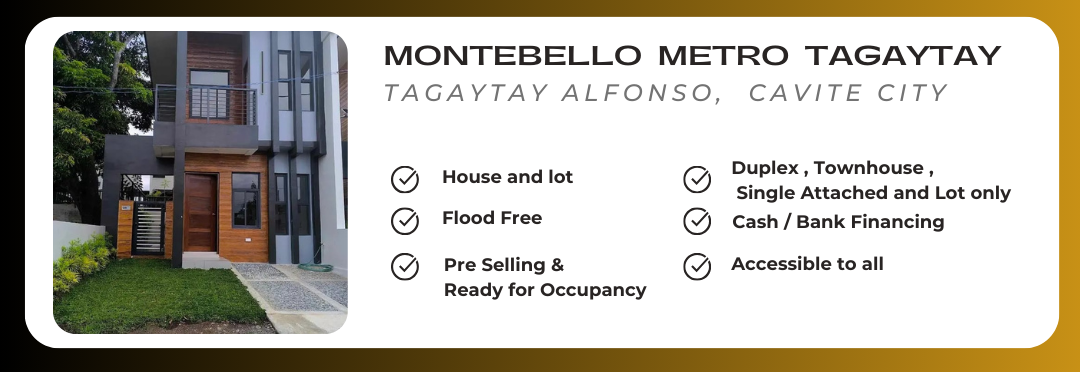 MONTEBELLO METRO TAGAYTAY
TAGAYTAY ALFONSO, CAVITE CITY
House and lot
Flood Free
Pre Selling &
Ready for Occupancy
Duplex , Townhouse ,
Single Attached and Lot only
Cash / Bank Financing
Accessible to all